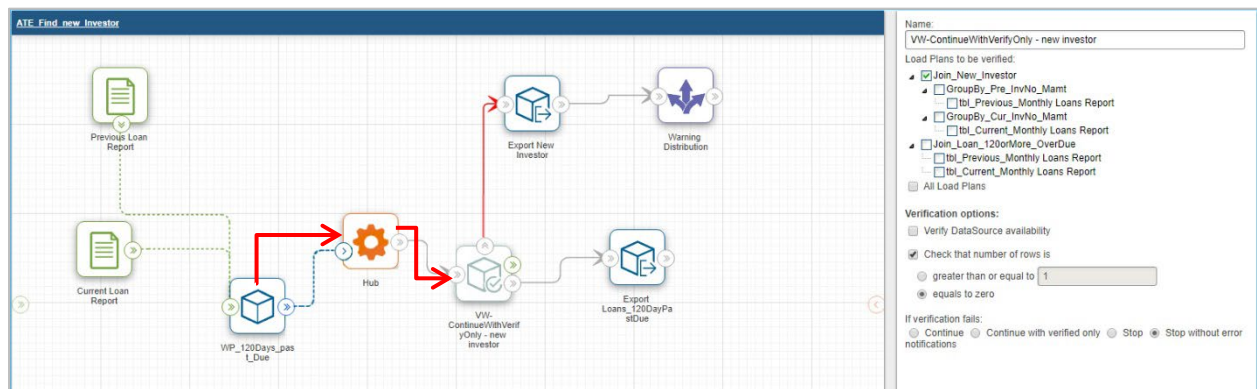 ATE_Find_new_Investor
Previous Loan
Report
Export New
Investor
Warning
Distribution
Current Loan
Report
WP_120Days_pas
t_Due
Hub
VW-
ContinueWithVerif
yOnly - new
investor
Export
Loans_120DayPa
stDue
Name:
VW-ContinueWithVerifyOnly - new investor
Load Plans to be verified:
Join_New_Investor
GroupBy_Pre_InvNo_Mamt
tbl_Previous_Monthly Loans Report
GroupBy_Cur_InvNo_Mamt
tbl_Current_Monthly Loans Report
Join_Loan_120orMore_OverDue
tbl_Previous_Monthly Loans Report
tbl_Current_Monthly Loans Report
All Load Plans
Verification options:
Verify DataSource availability
Check that number of rows is
greater than or equal to 1
equals to zero
If verification fails:
Continue Continue with verified only Stop Stop without error
notifications